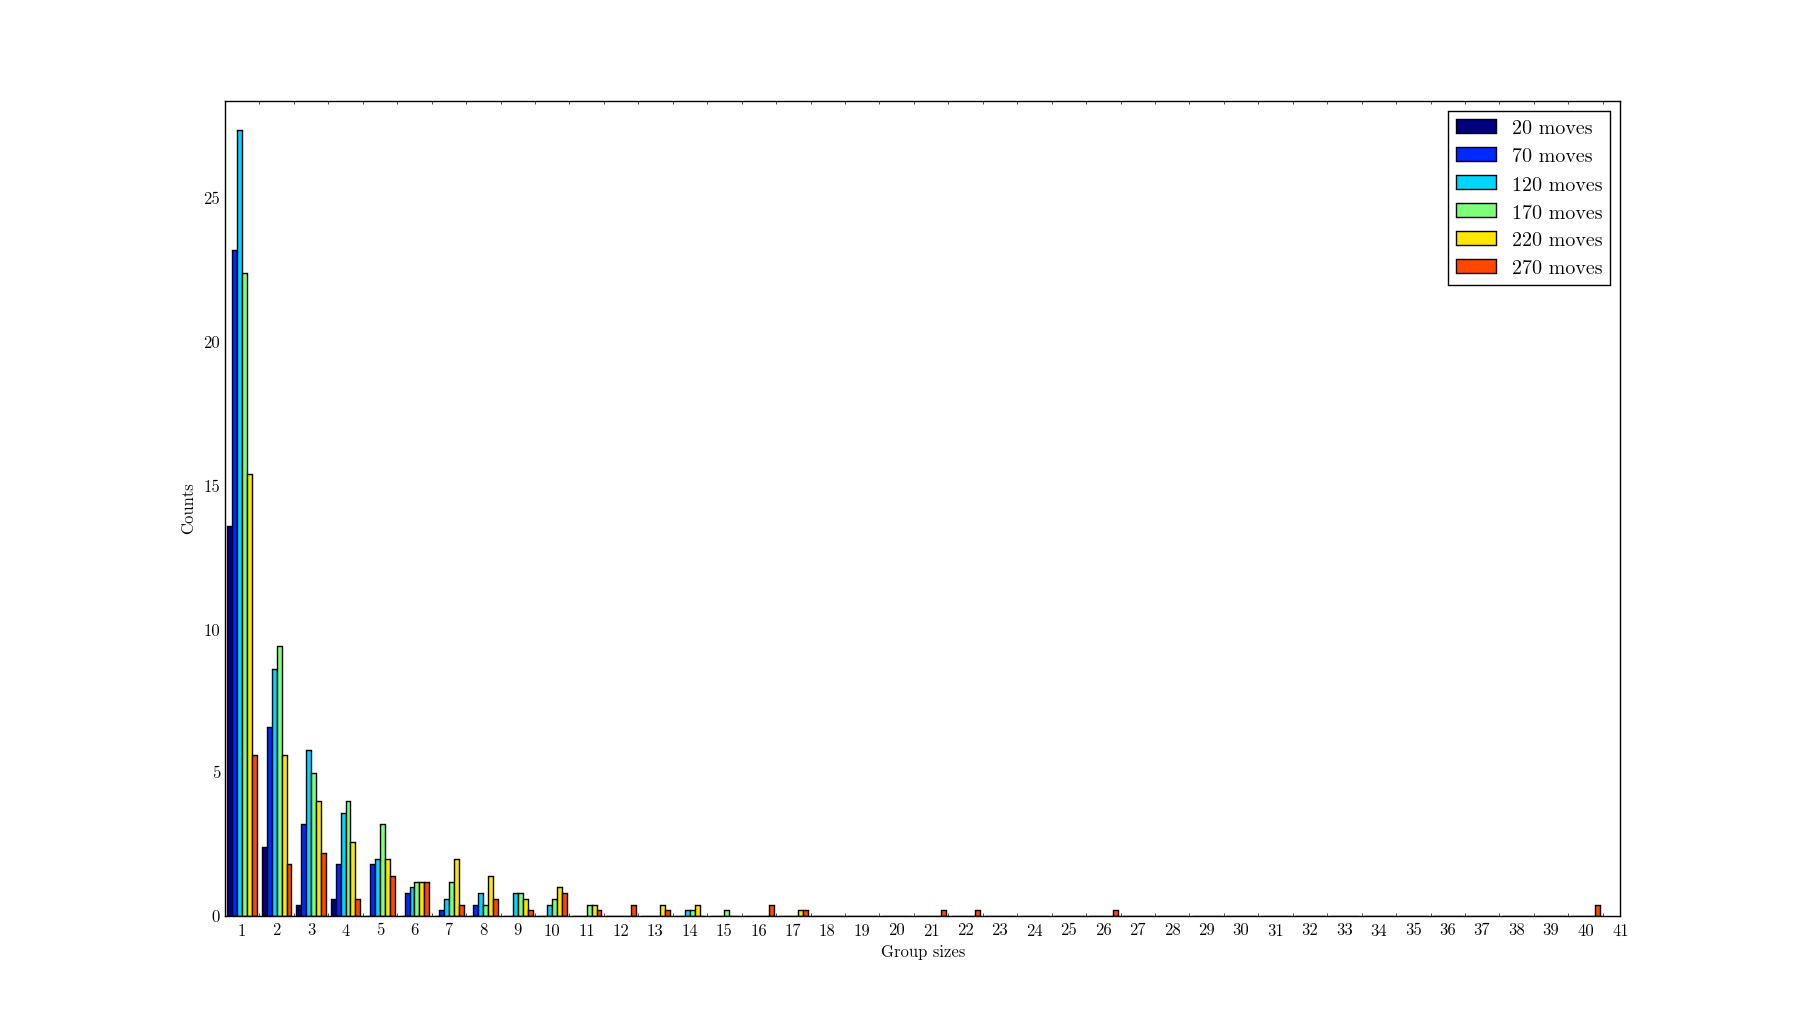 25
20
15
10
5
0
Counts
1 2 3 4 5 6 7 8 9 10 11 12 13 14 15 16 17 18 19 20 21 22 23 24 25 26 27 28 29 30 31 32 33 34 35 36 37 38 39 40 41
Group sizes
20 moves
70 moves
120 moves
170 moves
220 moves
270 moves